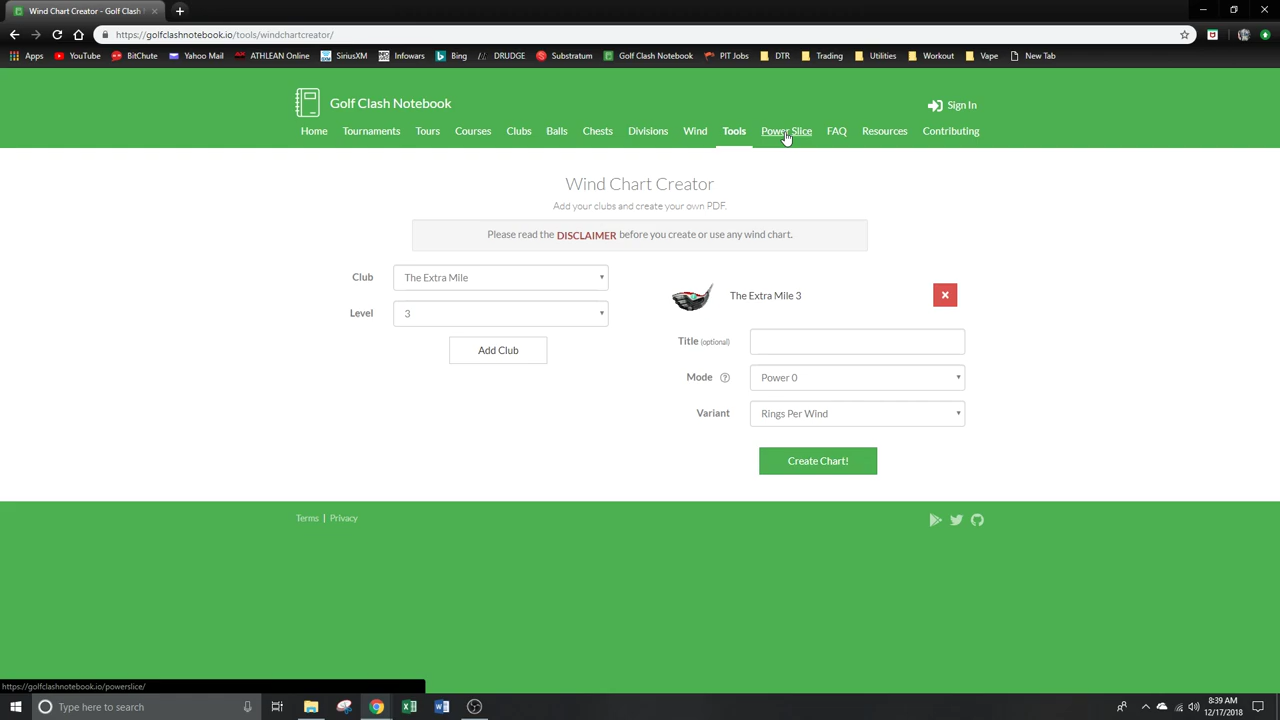 Wind Chart Creator - Golf Clash
https://golfclashnotebook.io/tools/windchartcreator/
Apps YouTube BitChute Yahoo Mail ATHLEAN Online SiriusXM Infowars Bing DRUDGE Substratum Golf Clash Notebook PIT Jobs DTR Trading Utilities Workout Vape New Tab
Golf Clash Notebook
Sign In
Home Tournaments Tours Courses Clubs Balls Chests Divisions Wind Tools Power Slice FAQ Resources Contributing
Wind Chart Creator
Add your clubs and create your own PDF.
Please read the DISCLAIMER before you create or use any wind chart.
Club The Extra Mile
The Extra Mile 3
Level 3
Title (optional)
Add Club
Mode Power 0
Variant Rings Per Wind
Create Chart!
Terms | Privacy
https://golfclashnotebook.io/powerslice/
Type here to search
8:39 AM
12/17/2018